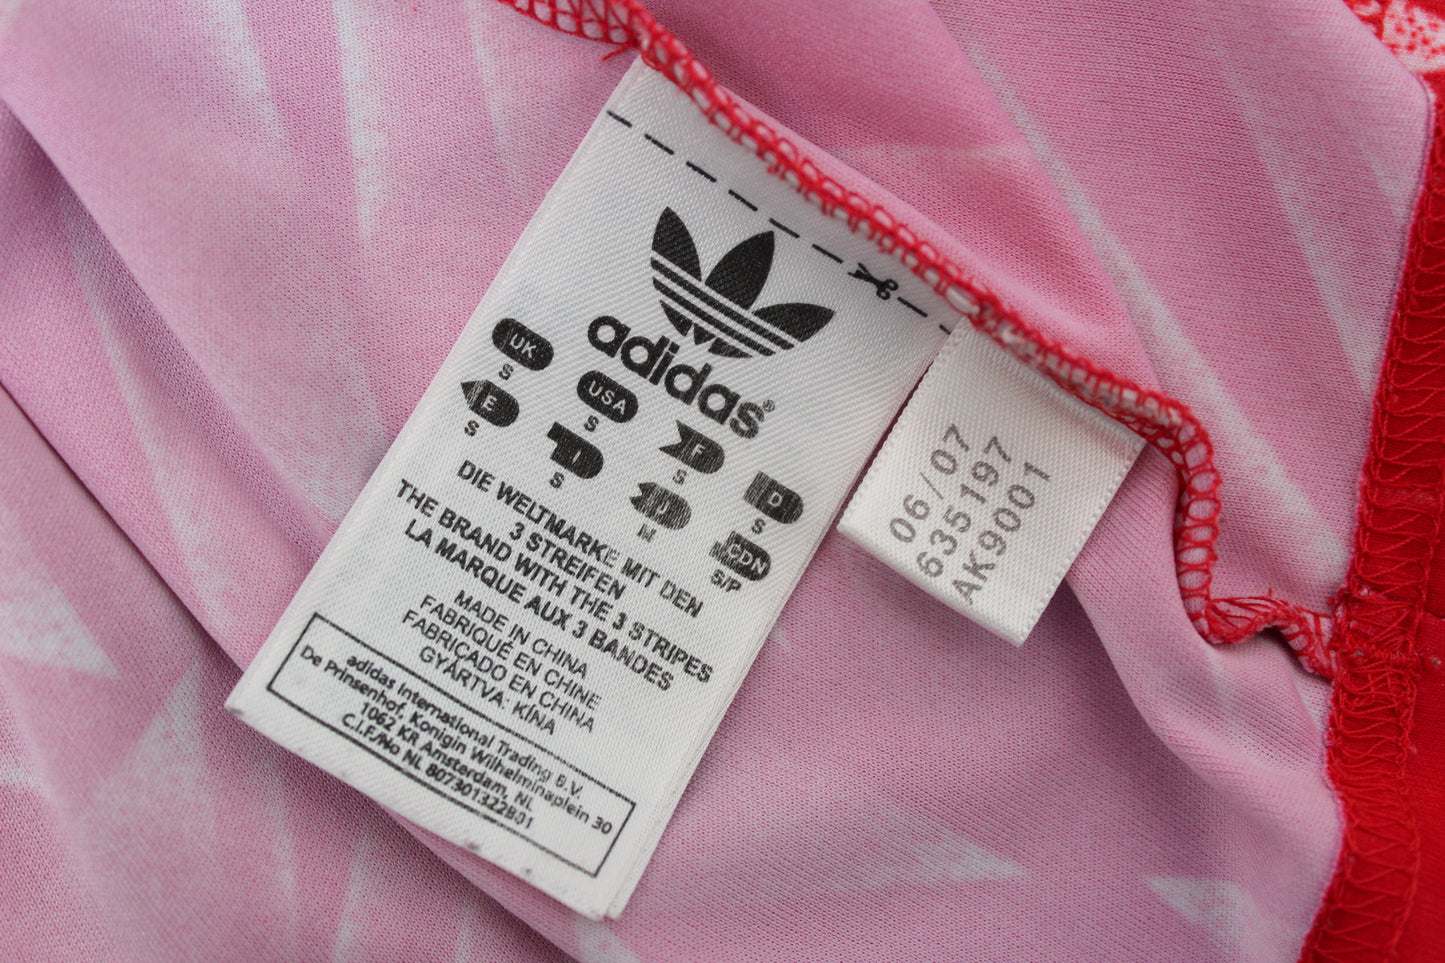 adidas®
UK
S
USA
S
F
S
D
S
E
S
I
S
J
M
CDN
S/P
DIE WELTMARKE MIT DEN
3 STREIFEN
THE BRAND WITH THE 3 STRIPES
LA MARQUE AUX 3 BANDES
MADE IN CHINA
FABRIQUÉ EN CHINE
FABRICADO EN CHINA
GYÁRTVA: KÍNA
adidas International Trading B.V.
De Prinsenhof, Konigin Wilhelminaplein 30
1062 KR Amsterdam, NL
C.I.F./No NL 807301322B01
06/07
635197
AK9001